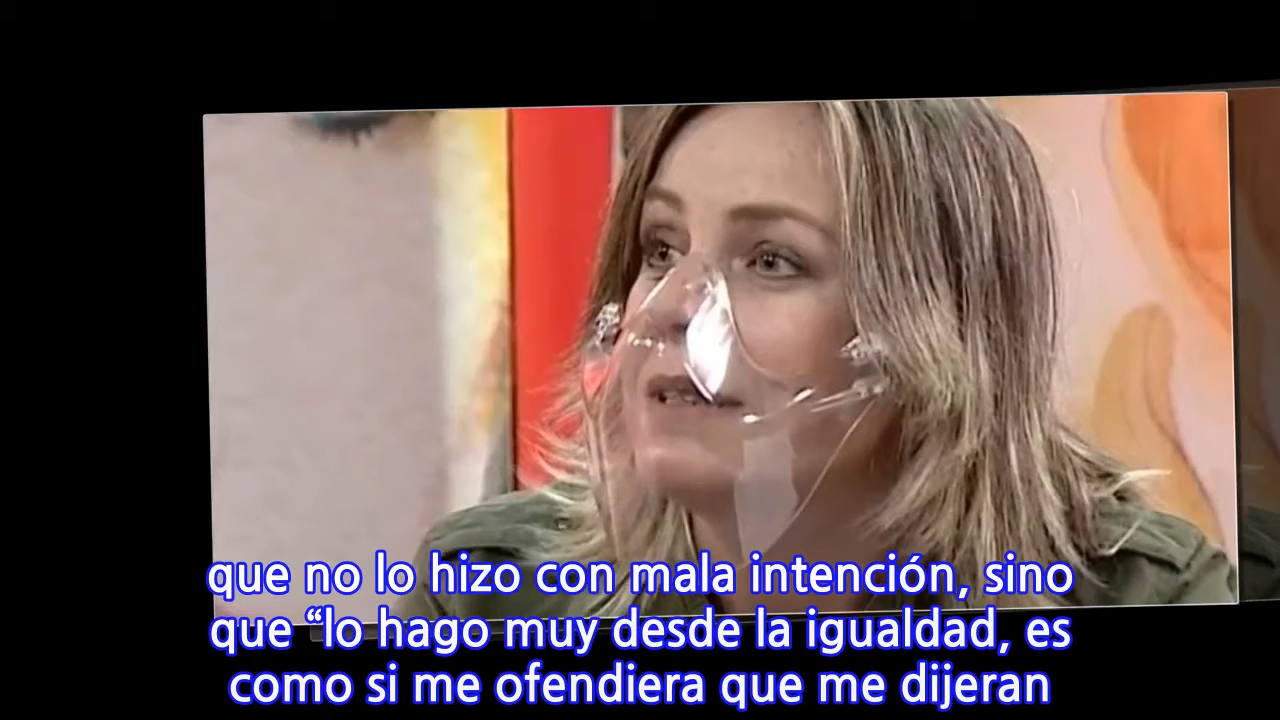 que no lo hizo con mala intención, sino
que “lo hago muy desde la igualdad, es
como si me ofendiera que me dijeran